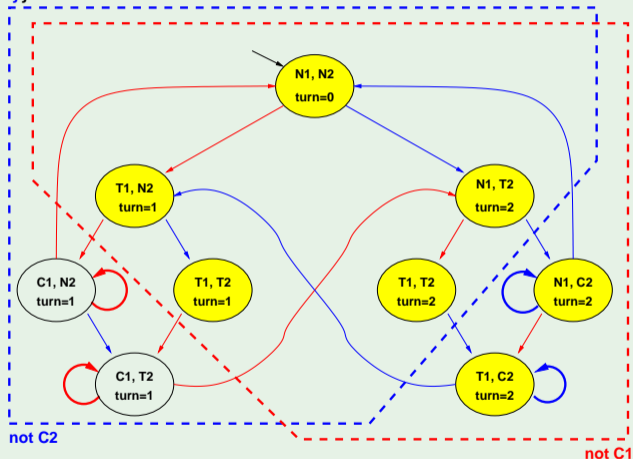 N1, N2
turn=0
T1, N2
turn=1
N1, T2
turn=2
C1, N2
turn=1
T1, T2
turn=1
T1, T2
turn=2
N1, C2
turn=2
C1, T2
turn=1
T1, C2
turn=2
not C2
not C1